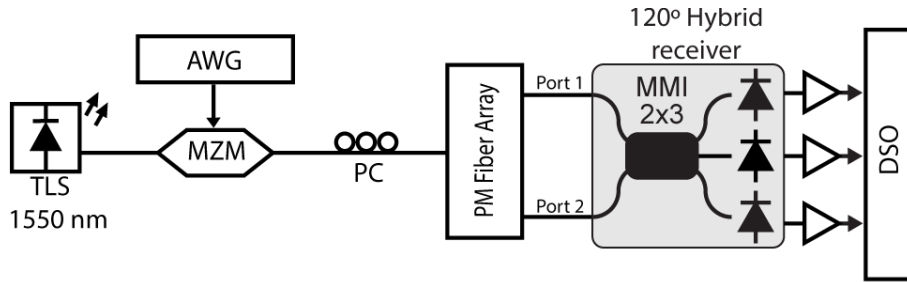 120º Hybrid
receiver
AWG
MZM
TLS
1550 nm
PC
PM Fiber Array
Port 1
Port 2
MMI
2x3
DSO